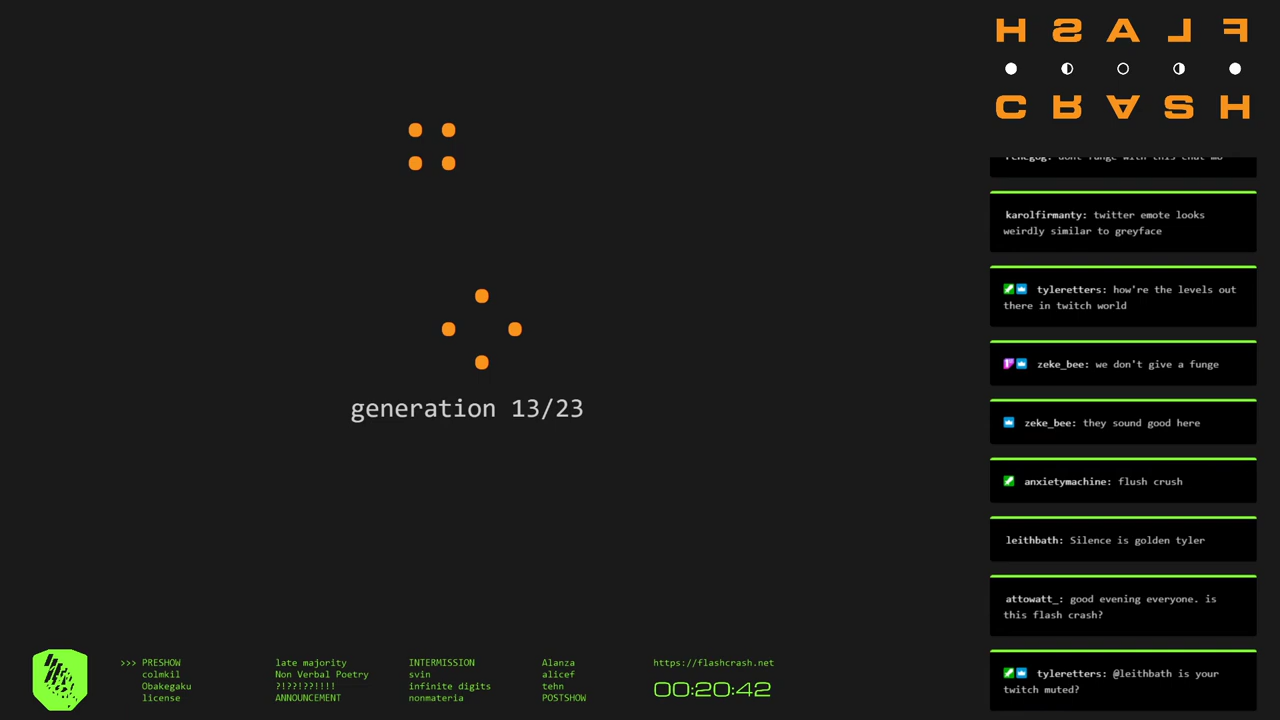 FLASH
CRASH
karolfirmanty: twitter emote looks
weirdly similar to greyface
tyleretters: how're the levels out
there in twitch world
zeke_bee: we don't give a funge
zeke_bee: they sound good here
anxietymachine: flush crush
leithbath: Silence is golden tyler
attowatt_: good evening everyone. is
this flash crash?
tyleretters: @leithbath is your
twitch muted?
generation 13/23
>>> PRESHOW
colmkil
Obakegaku
license
late majority
Non Verbal Poetry
?!??!??!!!!
ANNOUNCEMENT
INTERMISSION
svin
infinite digits
nonmateria
Alanza
alicef
tehn
POSTSHOW
https://flashcrash.net
00:20:42